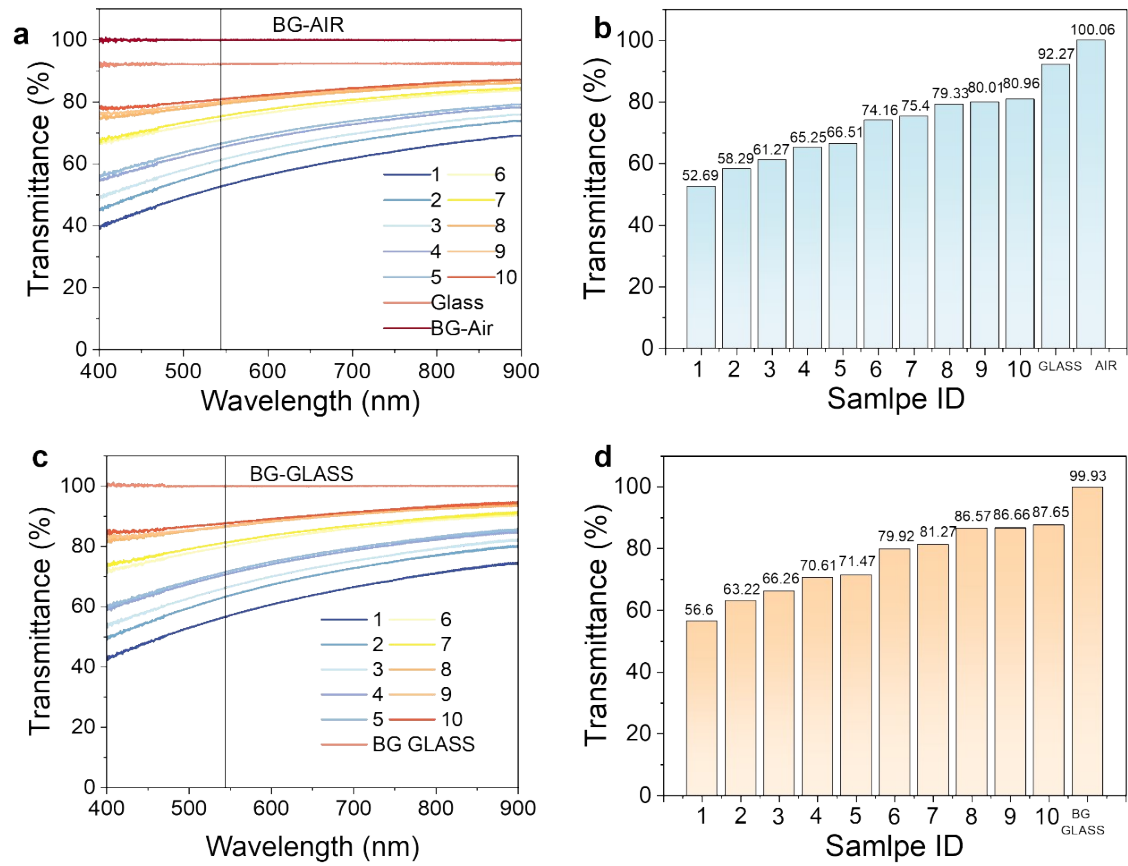 a
BG-AIR
100
80
60
40
20
0
Transmittance (%)
1 6
2 7
3 8
4 9
5 10
Glass
BG-Air
400 500 600 700 800 900
Wavelength (nm)
b
100
80
60
40
20
0
Transmittance (%)
52.69 58.29 61.27 65.25 66.51 74.16 75.4 79.33 80.01 80.96 92.27 100.06
1 2 3 4 5 6 7 8 9 10 GLASS AIR
Samlpe ID
c
BG-GLASS
100
80
60
40
20
0
Transmittance (%)
1 6
2 7
3 8
4 9
5 10
BG GLASS
400 500 600 700 800 900
Wavelength (nm)
d
100
80
60
40
20
0
Transmittance (%)
56.6 63.22 66.26 70.61 71.47 79.92 81.27 86.57 86.66 87.65 99.93
1 2 3 4 5 6 7 8 9 10 BG
GLASS
Samlpe ID